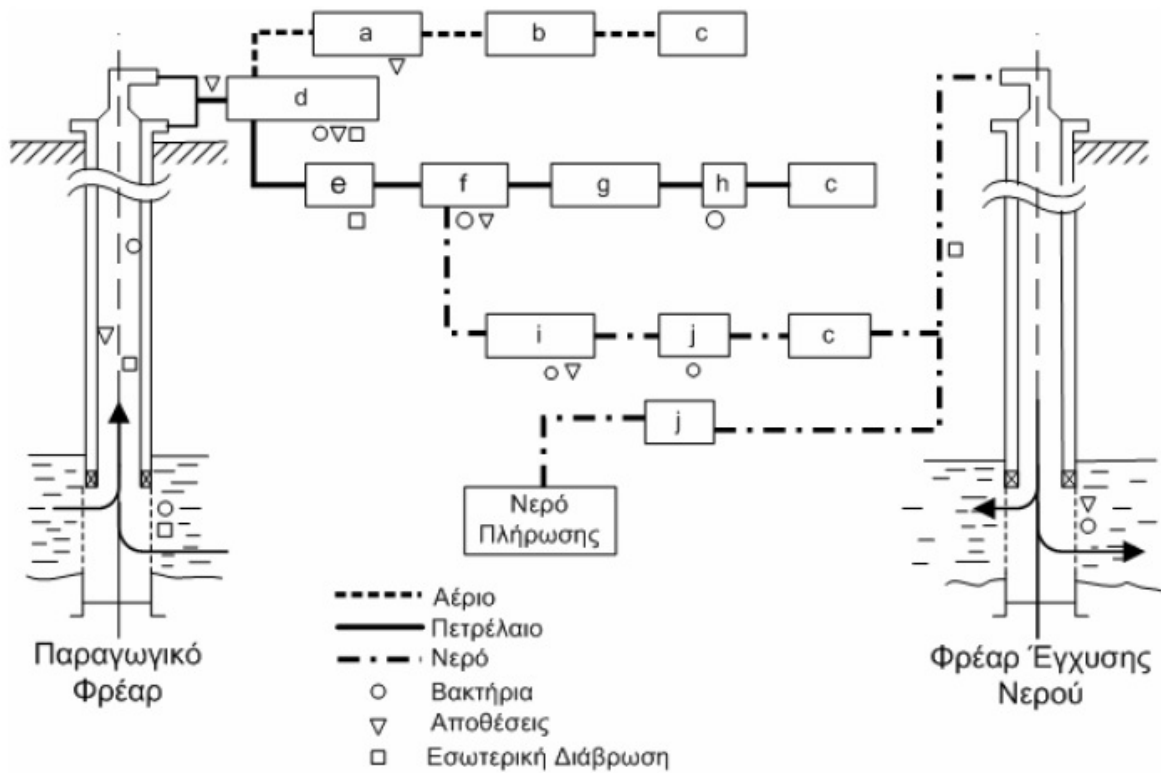 a
b
c
d
e
f
g
h
c
i
j
c
j
Νερό
Πλήρωσης
Αέριο
Πετρέλαιο
Νερό
Βακτήρια
Αποθέσεις
Εσωτερική Διάβρωση
Παραγωγικό
Φρέαρ
Φρέαρ Έγχυσης
Νερού